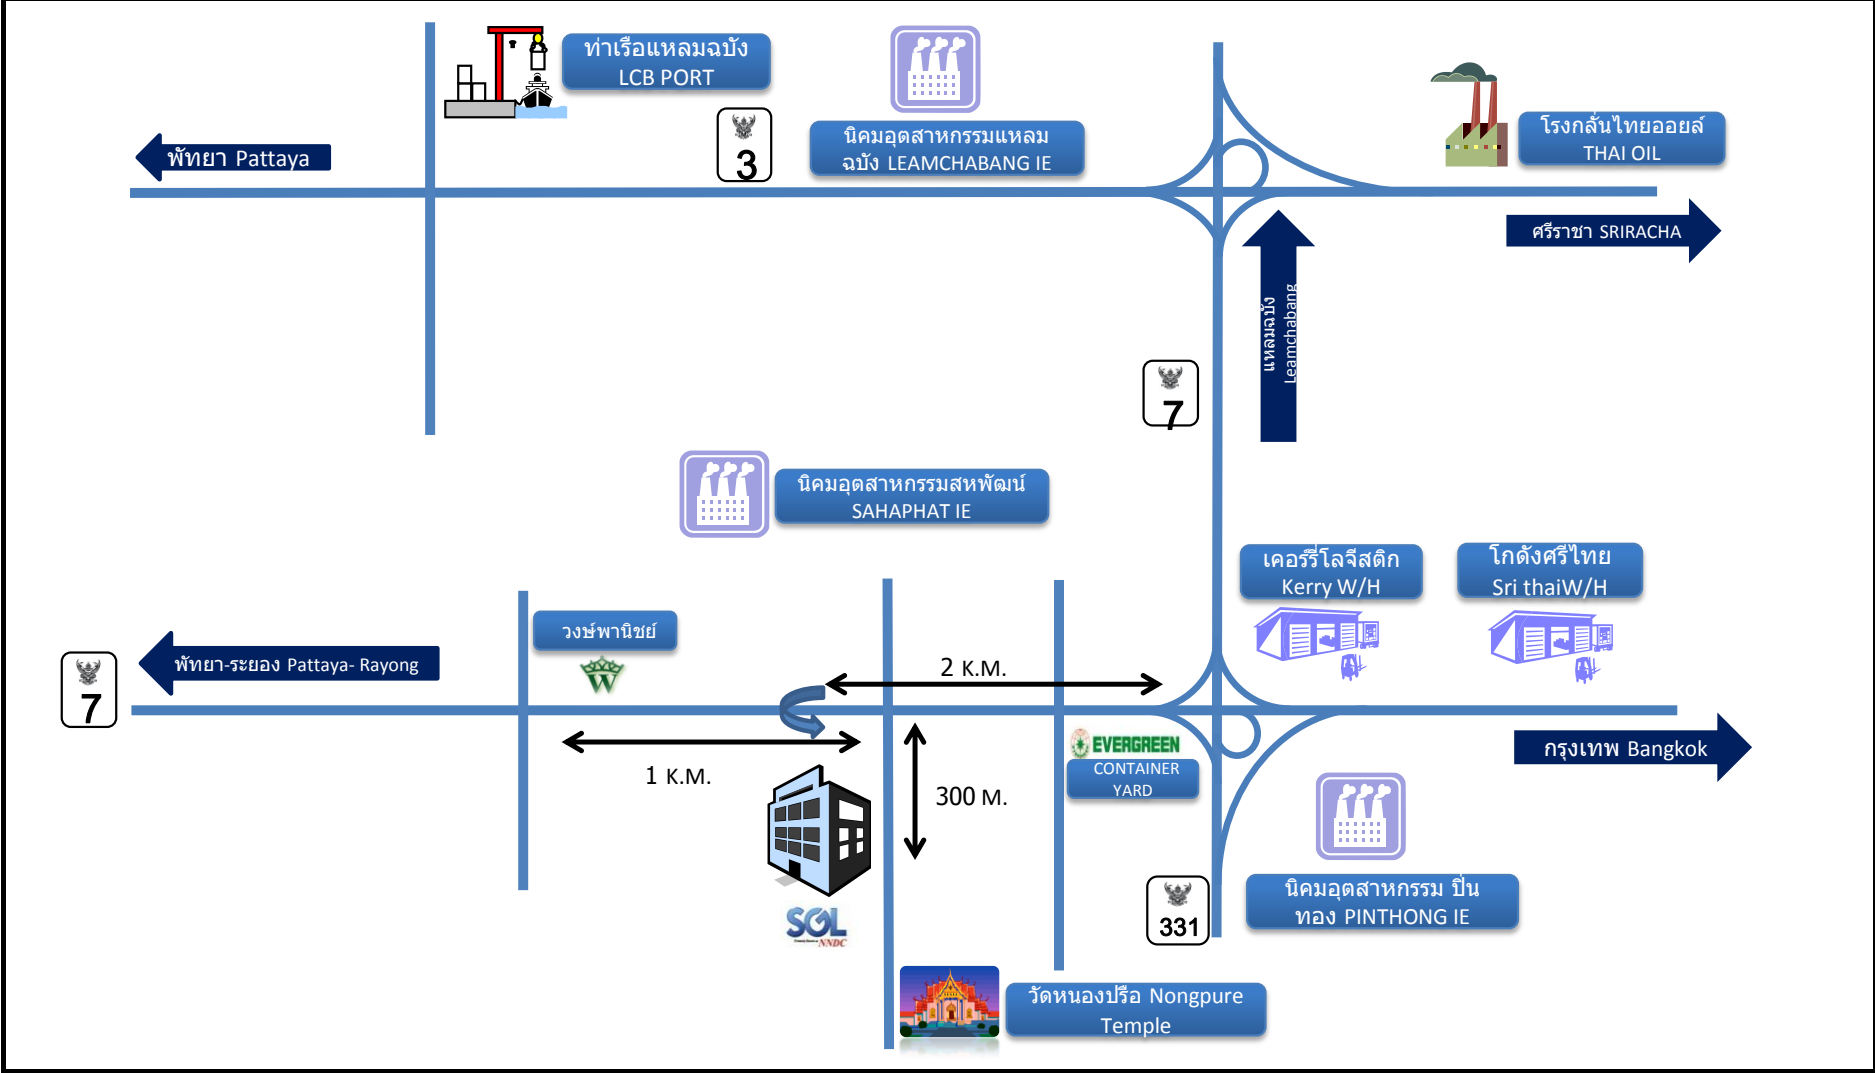 ท่าเรือแหลมฉบัง
LCB PORT
3
นิคมอุตสาหกรรมแหลม
ฉบัง LEAMCHABANG IE
โรงกลั่นไทยออยล์
THAI OIL
พัทยา Pattaya
ศรีราชา SRIRACHA
แหลมฉบัง
Leamchabang
7
นิคมอุตสาหกรรมสหพัฒน์
SAHAPHAT IE
เคอร์รี่โลจีสติก
Kerry W/H
โกดังศรีไทย
Sri thaiW/H
วงษ์พานิชย์
W
พัทยา-ระยอง Pattaya- Rayong
7
2 K.M.
1 K.M.
300 M.
EVERGREEN
CONTAINER
YARD
กรุงเทพ Bangkok
SGL
NNDC
331
นิคมอุตสาหกรรม ปิ่น
ทอง PINTHONG IE
วัดหนองปรือ Nongpure
Temple